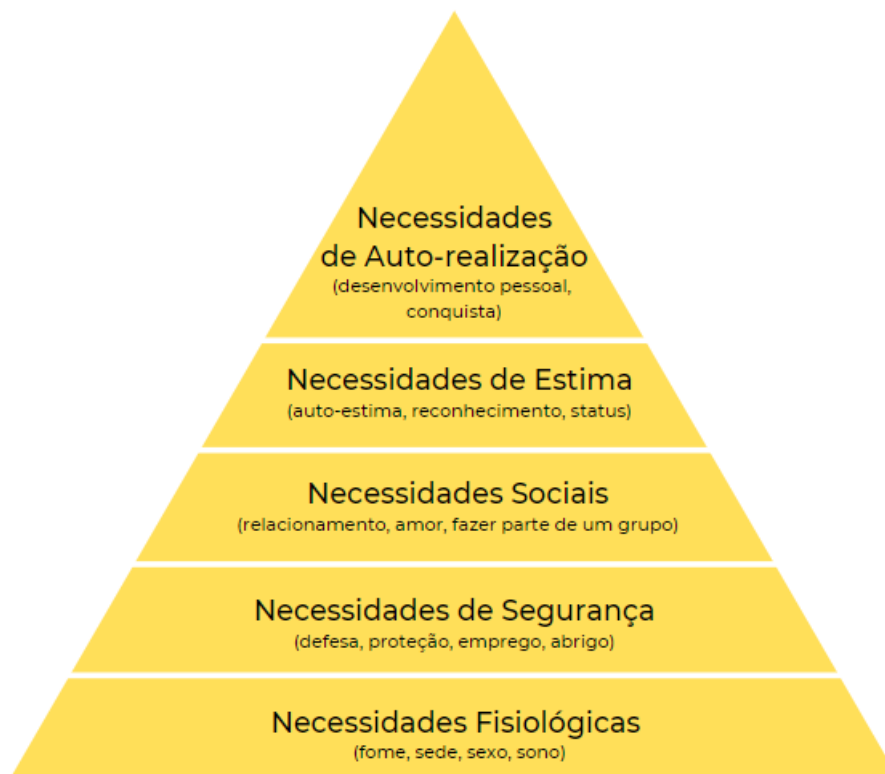 Necessidades
de Auto-realização
(desenvolvimento pessoal,
conquista)
Necessidades de Estima
(auto-estima, reconhecimento, status)
Necessidades Sociais
(relacionamento, amor, fazer parte de um grupo)
Necessidades de Segurança
(defesa, proteção, emprego, abrigo)
Necessidades Fisiológicas
(fome, sede, sexo, sono)